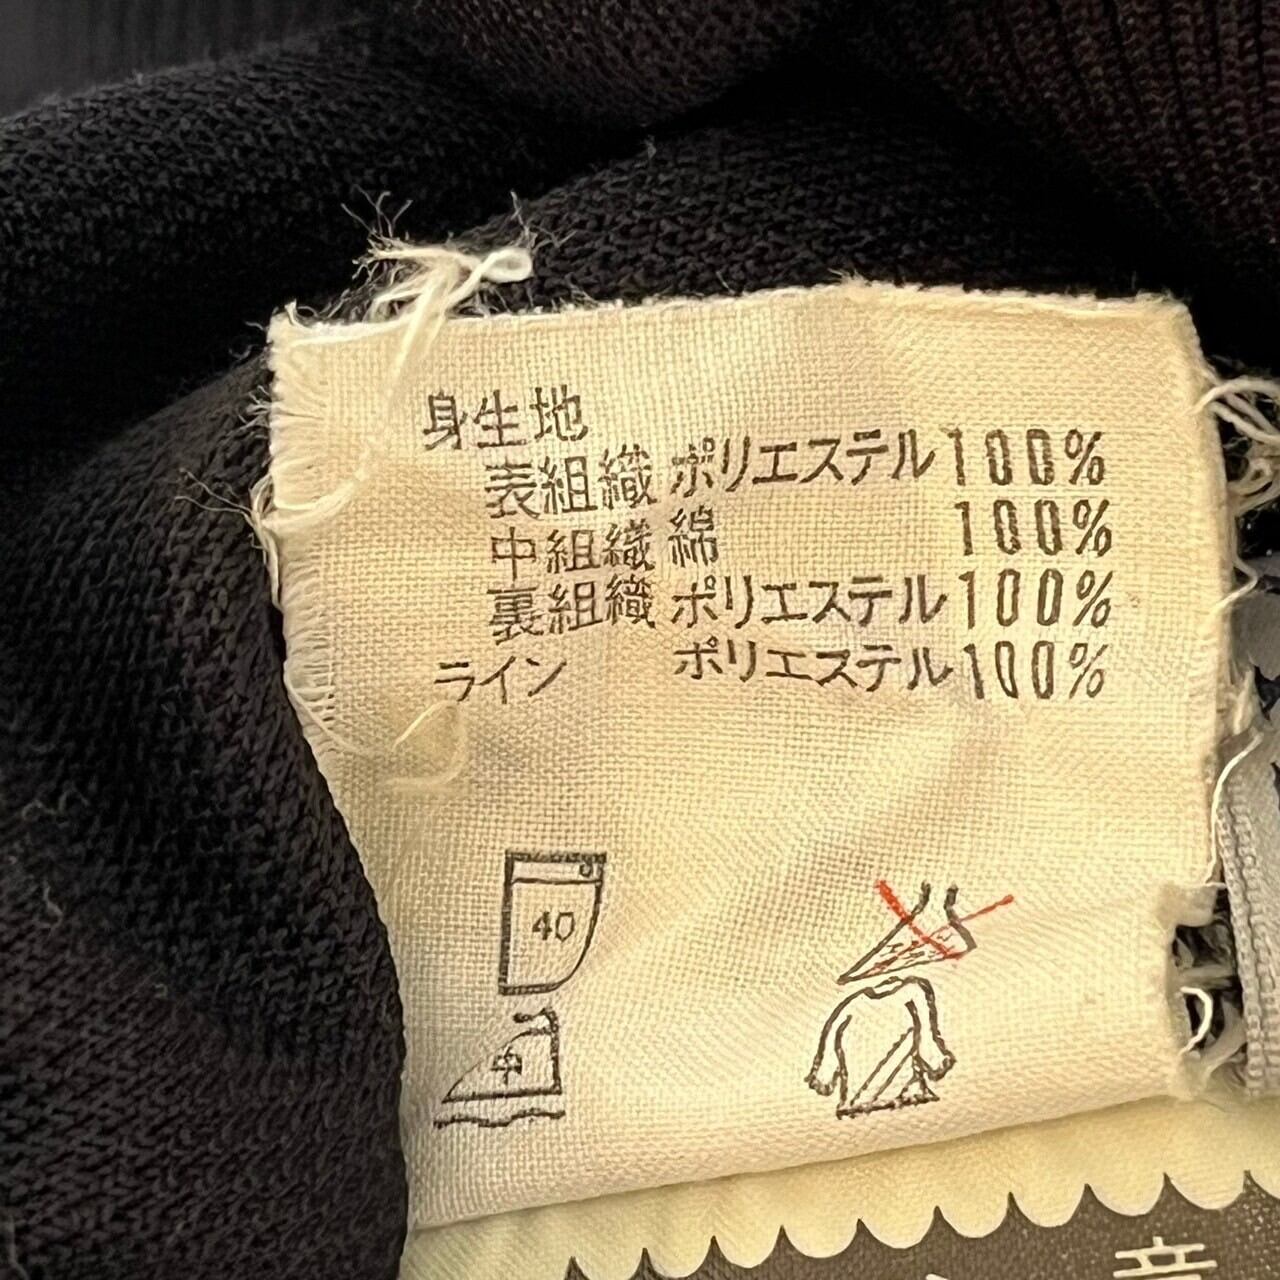 身生地
表組織 ポリエステル100%
中組織 綿 100%
裏組織 ポリエステル100%
ライン ポリエステル100%
40
中
意